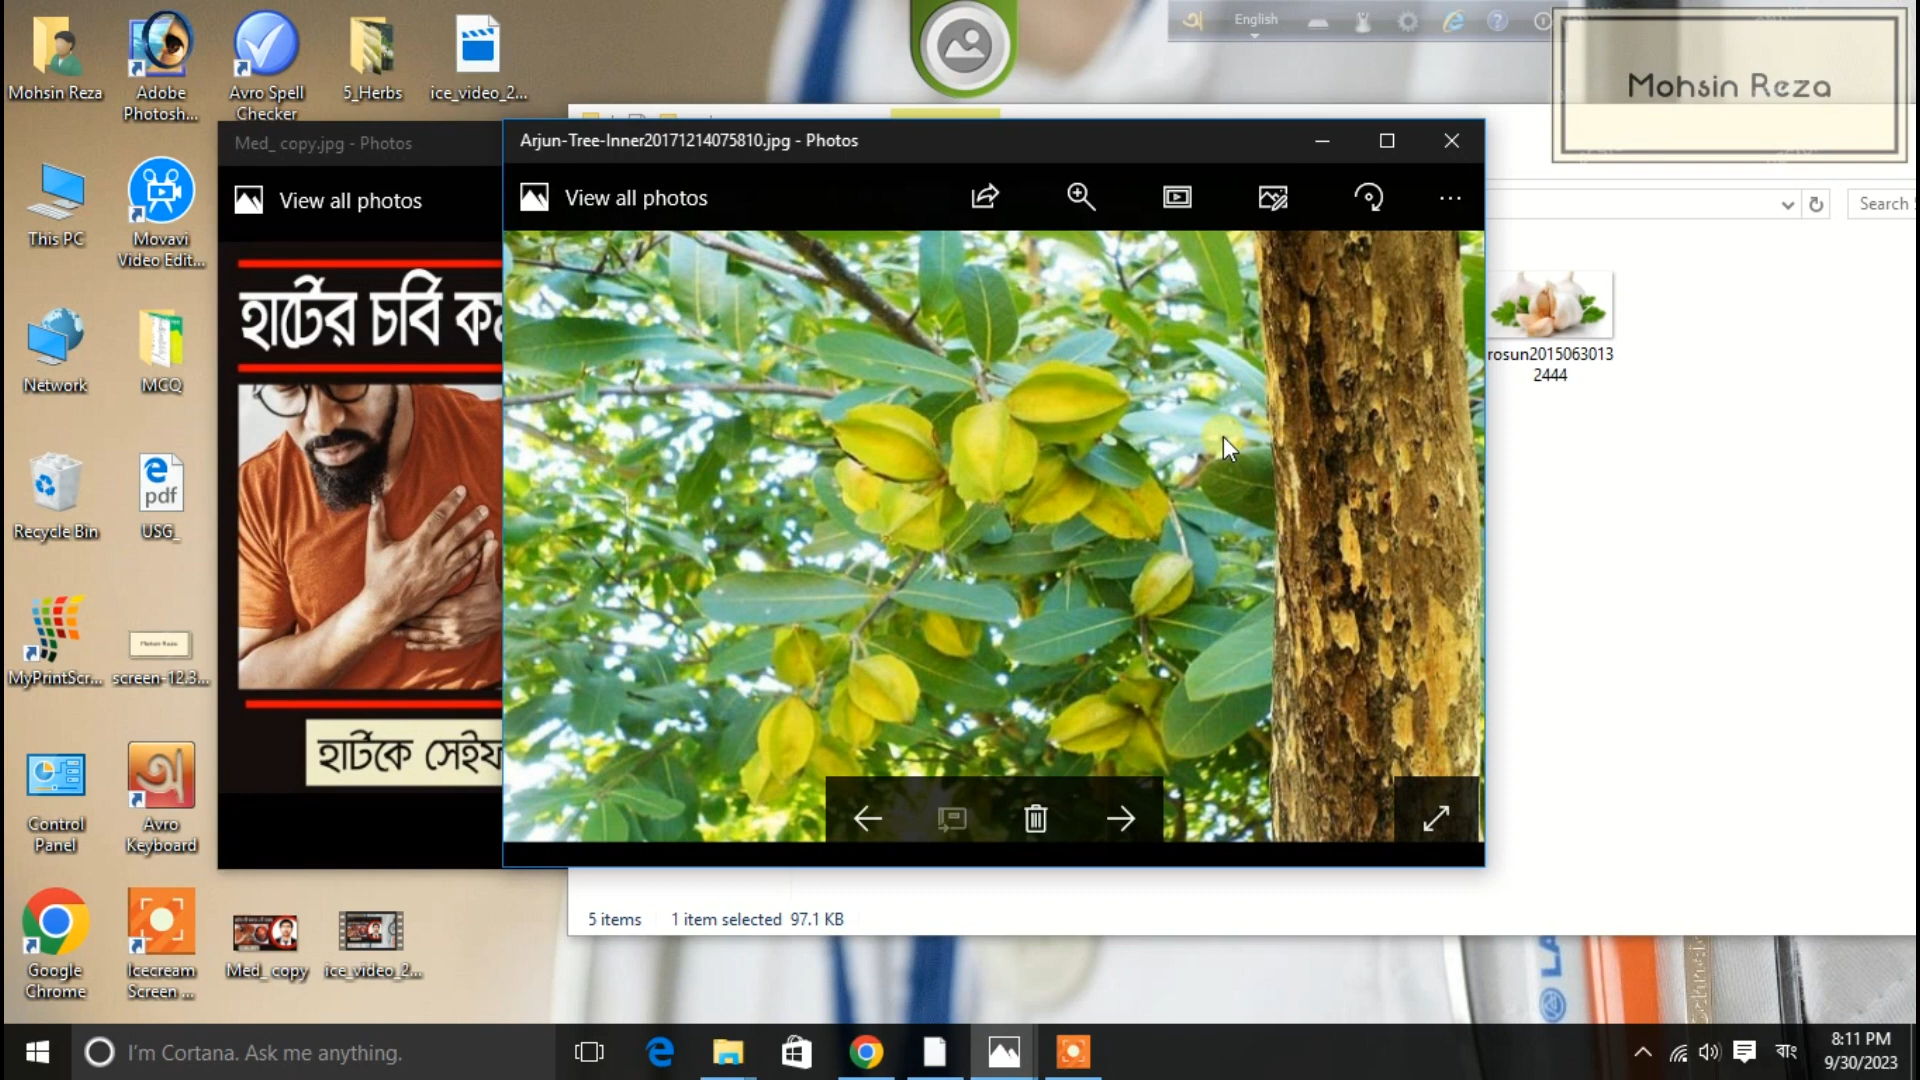 Mohsin Reza
Adobe
Photosh...
Avro Spell
Checker
5_Herbs
ice_video_2...
English
Mohsin Reza
Med_ copy.jpg - Photos
View all photos
Arjun-Tree-Inner20171214075810.jpg - Photos
View all photos
Search
This PC
Movavi
Video Edit...
হার্টের চর্বি
rosun2015063013
2444
Network
MCQ
Recycle Bin
pdf
USG_
MyPrintScr...
screen-12.3...
হার্টকে
Control
Panel
Avro
Keyboard
5 items
1 item selected 97.1 KB
Google
Chrome
Icecream
Screen ...
Med_ copy
ice_video_2...
I'm Cortana. Ask me anything.
বাং
8:11 PM
9/30/2023